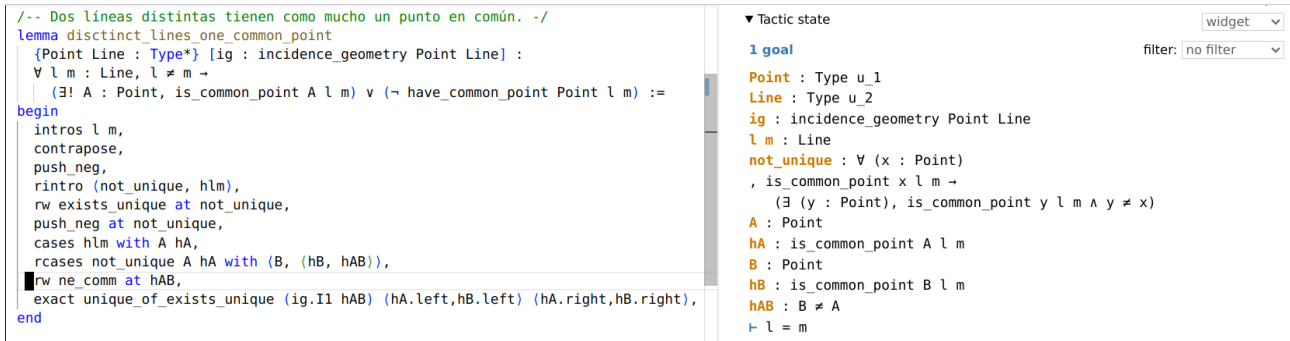 /-- Dos líneas distintas tienen como mucho un punto en común. -/
lemma disctinct_lines_one_common_point
{Point Line : Type*} [ig : incidence_geometry Point Line] :
∀ l m : Line, l ≠ m →
(∃! A : Point, is_common_point A l m) ∨ (¬ have_common_point Point l m) :=
begin
intros l m,
contrapose,
push_neg,
rintro ⟨not_unique, hlm⟩,
rw exists_unique at not_unique,
push_neg at not_unique,
cases hlm with A hA,
rcases not_unique A hA with ⟨B, ⟨hB, hAB⟩⟩,
rw ne_comm at hAB,
exact unique_of_exists_unique (ig.I1 hAB) ⟨hA.left,hB.left⟩ ⟨hA.right,hB.right⟩,
end
▼ Tactic state
widget
1 goal
filter: no filter
Point : Type u_1
Line : Type u_2
ig : incidence_geometry Point Line
l m : Line
not_unique : ∀ (x : Point)
, is_common_point x l m →
(∃ (y : Point), is_common_point y l m ∧ y ≠ x)
A : Point
hA : is_common_point A l m
B : Point
hB : is_common_point B l m
hAB : B ≠ A
⊢ l = m